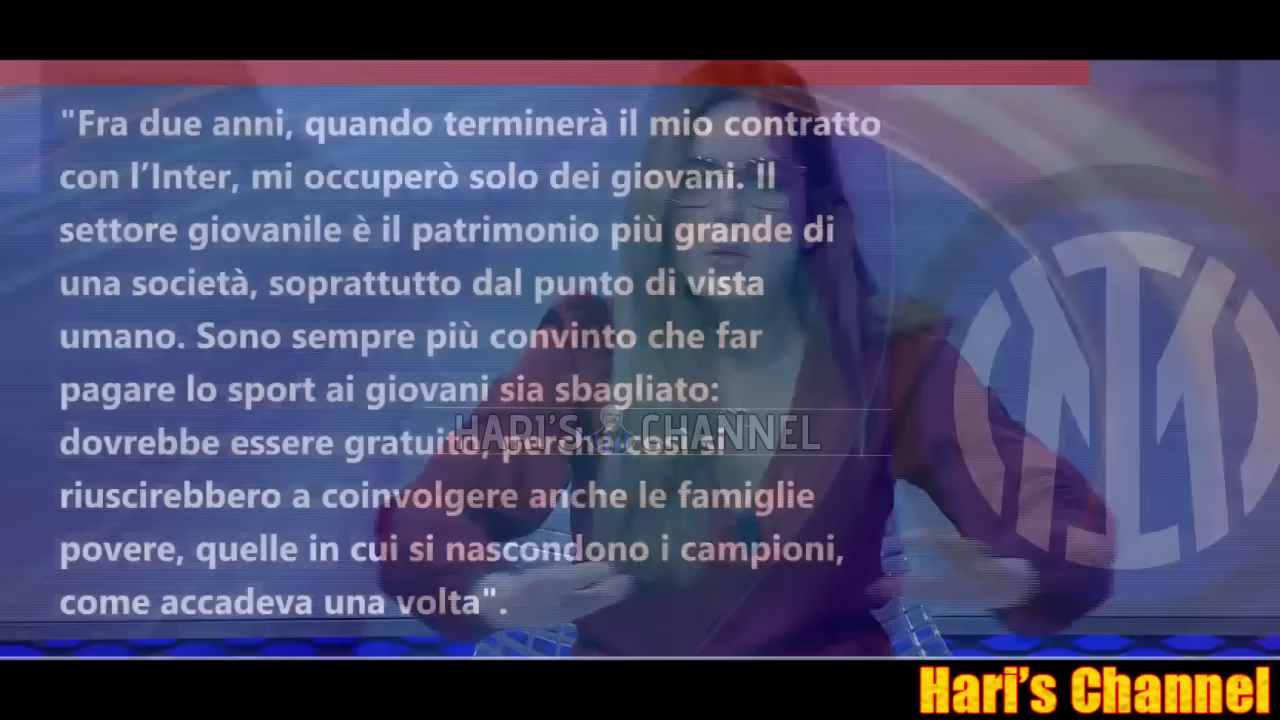 "Fra due anni, quando terminerà il mio contratto
con l’Inter, mi occuperò solo dei giovani. Il
settore giovanile è il patrimonio più grande di
una società, soprattutto dal punto di vista
umano. Sono sempre più convinto che far
pagare lo sport ai giovani sia sbagliato:
HARI'S CHANNEL
dovrebbe essere gratuito, perché così si
riuscirebbero a coinvolgere anche le famiglie
povere, quelle in cui si nascondono i campioni,
come accadeva una volta".
Hari's Channel